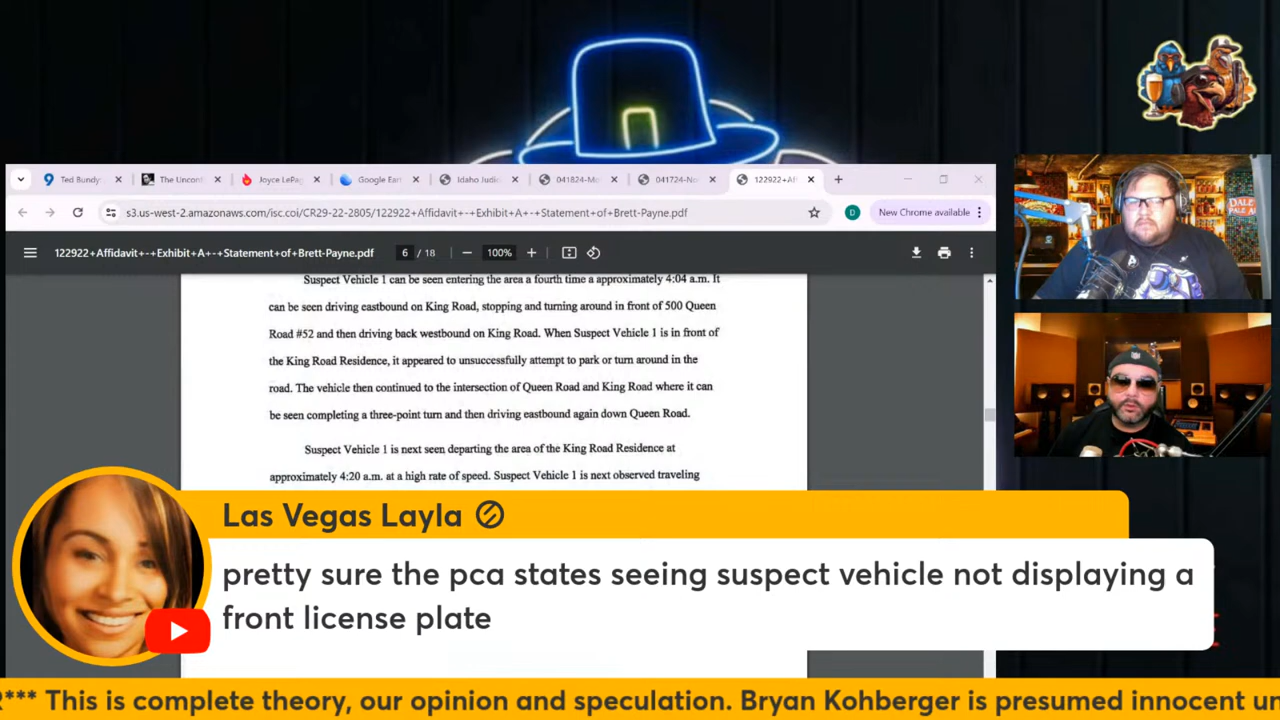 Ted Bundy
The Uncont
Joyce LePag
Google Ear
Idaho Judic
041824-Mo
041724-No
122922+Af
s3.us-west-2.amazonaws.com/isc.coi/CR29-22-2805/122922+Affidavit+-+Exhibit+A+-+Statement+of+Brett-Payne.pdf
D
New Chrome available
122922+Affidavit+-+Exhibit+A+-+Statement+of+Brett-Payne.pdf
6 / 18
100%
Suspect Vehicle 1 can be seen entering the area a fourth time a approximately 4:04 a.m. It
can be seen driving eastbound on King Road, stopping and turning around in front of 500 Queen
Road #52 and then driving back westbound on King Road. When Suspect Vehicle 1 is in front of
the King Road Residence, it appeared to unsuccessfully attempt to park or turn around in the
road. The vehicle then continued to the intersection of Queen Road and King Road where it can
be seen completing a three-point turn and then driving eastbound again down Queen Road.
Suspect Vehicle 1 is next seen departing the area of the King Road Residence at
approximately 4:20 a.m. at a high rate of speed. Suspect Vehicle 1 is next observed traveling
Las Vegas Layla
pretty sure the pca states seeing suspect vehicle not displaying a
front license plate
*** This is complete theory, our opinion and speculation. Bryan Kohberger is presumed innocent un